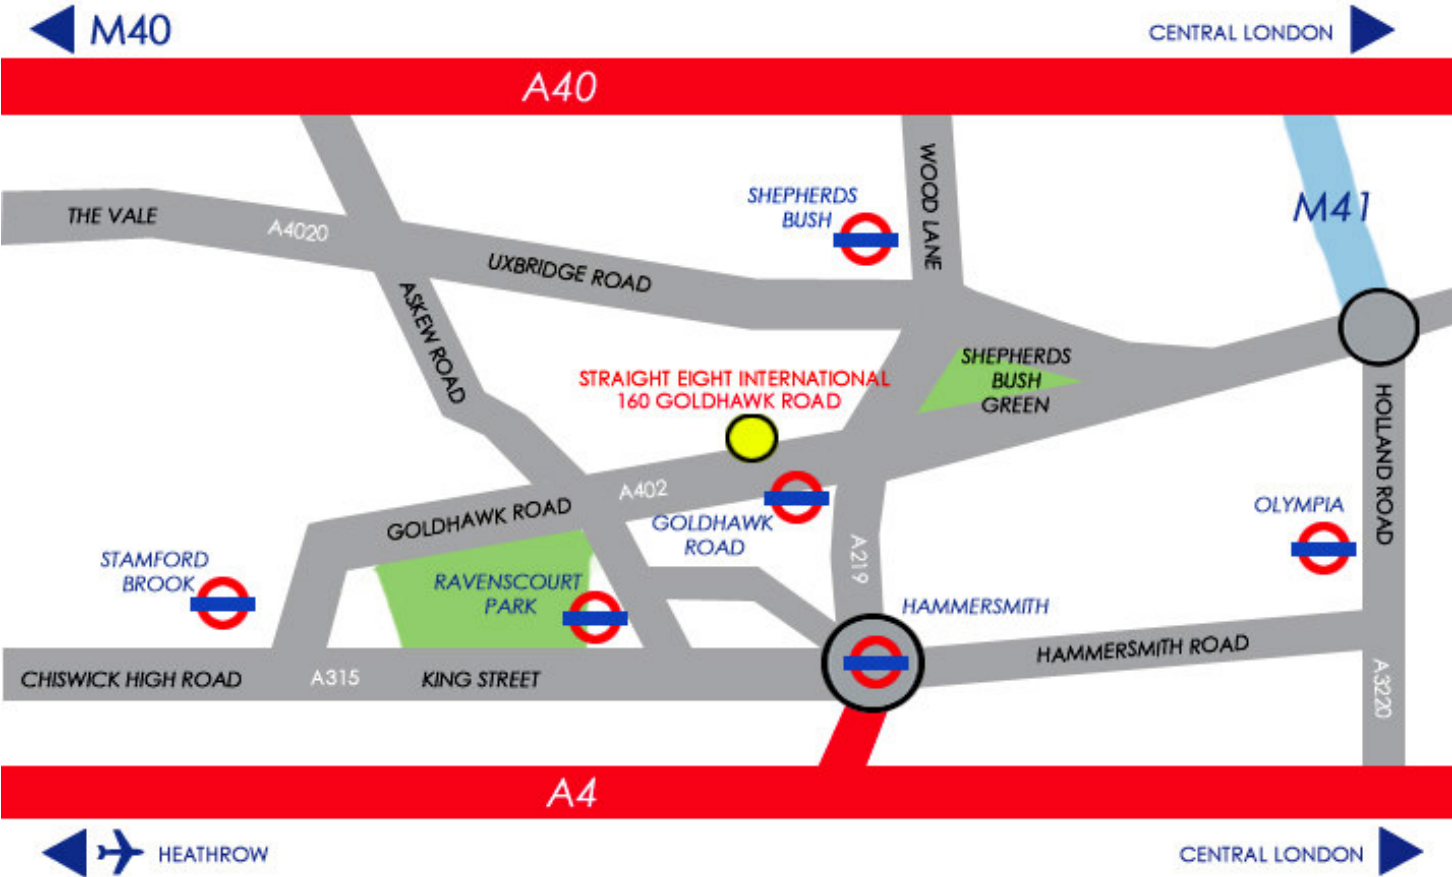 M40
CENTRAL LONDON
A40
WOOD LANE
SHEPHERDS
BUSH
M41
THE VALE
A4020
UXBRIDGE ROAD
ASKEW ROAD
SHEPHERDS
BUSH
GREEN
STRAIGHT EIGHT INTERNATIONAL
160 GOLDHAWK ROAD
HOLLAND ROAD
A402
GOLDHAWK ROAD
GOLDHAWK
ROAD
OLYMPIA
A219
STAMFORD
BROOK
RAVENSCOURT
PARK
HAMMERSMITH
HAMMERSMITH ROAD
CHISWICK HIGH ROAD
A315
KING STREET
A3220
A4
HEATHROW
CENTRAL LONDON